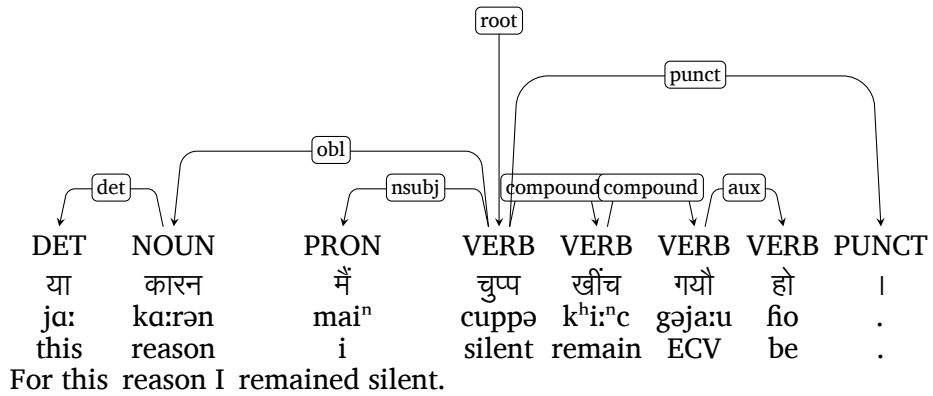 root
punct
obl
det nsubj compound compound aux
DET NOUN PRON VERB VERB VERB VERB PUNCT
या कारन मैं चुप्प खींच गयौ हो ।
jɑː kɑːrən maiⁿ cuppə kʰiːⁿc gəjaːu ɦo .
this reason i silent remain ECV be .
For this reason I remained silent.